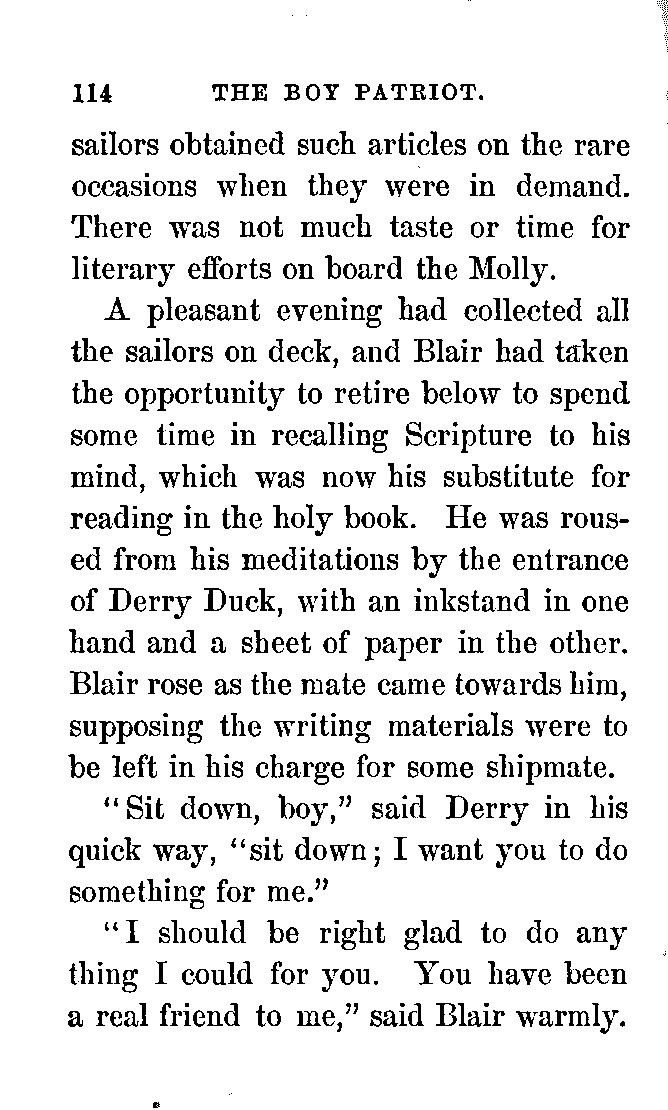 114 THE BOY PATRIOT.
sailors obtained such articles on the rare
occasions when they were in demand.
There was not much taste or time for
literary efforts on board the Molly.
A pleasant evening had collected all
the sailors on deck, and Blair had taken
the opportunity to retire below to spend
some time in recalling Scripture to his
mind, which was now his substitute for
reading in the holy book. He was rous-
ed from his meditations by the entrance
of Derry Duck, with an inkstand in one
hand and a sheet of paper in the other.
Blair rose as the mate came towards him,
supposing the writing materials were to
be left in his charge for some shipmate.
"Sit down, boy," said Derry in his
quick way, "sit down; I want you to do
something for me."
"I should be right glad to do any
thing I could for you. You have been
a real friend to me," said Blair warmly.